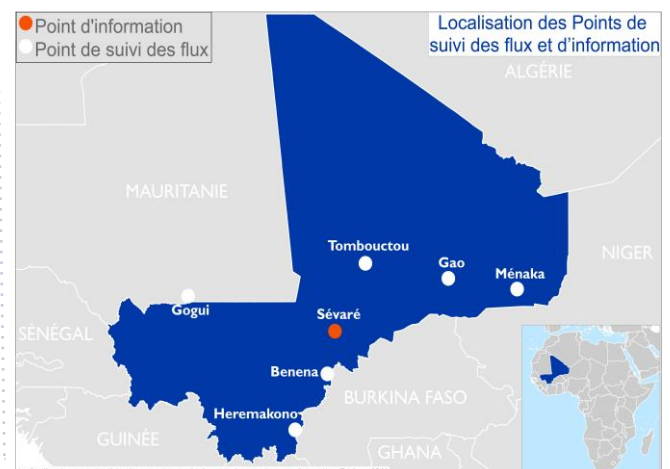 Point d'information
Point de suivi des flux
Localisation des Points de
suivi des flux et d'information
ALGÉRIE
MAURITANIE
Tombouctou
Gao
Ménaka
NIGER
Gogui
Sévaré
SÉNÉGAL
Benena
BURKINA FASO
Heremakono
GUINÉE
GHANA